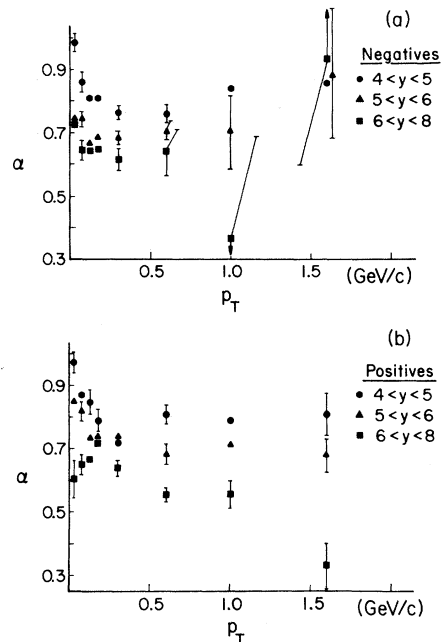 (a)
Negatives
● 4 < y < 5
▲ 5 < y < 6
■ 6 < y < 8
0.9
0.7
0.5
0.3
α
0.5
1.0
1.5
(GeV/c)
pT
(b)
Positives
● 4 < y < 5
▲ 5 < y < 6
■ 6 < y < 8
0.9
0.7
0.5
0.3
α
0.5
1.0
1.5
(GeV/c)
pT